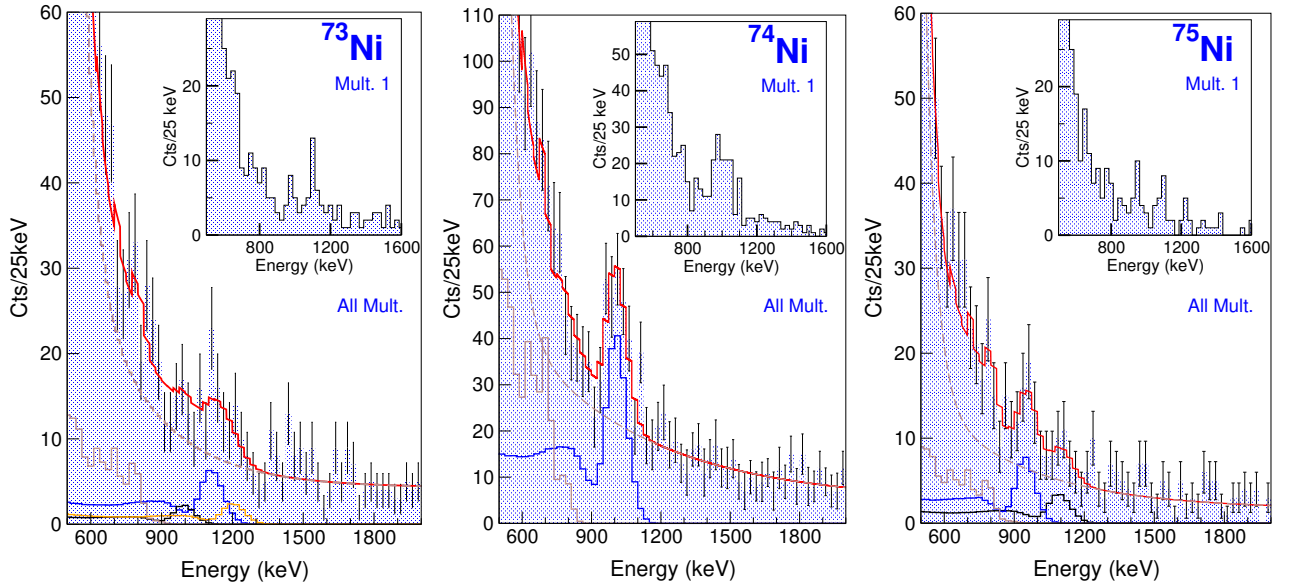 60
50
40
30
20
10
0
Cts/25keV
600
900
1200
1500
1800
Energy (keV)
73Ni
Mult. 1
All Mult.
20
10
0
Cts/25 keV
800
1200
1600
Energy (keV)
110
100
90
80
70
60
50
40
30
20
10
0
Cts/25keV
600
900
1200
1500
1800
Energy (keV)
74Ni
Mult. 1
All Mult.
50
40
30
20
10
0
Cts/25 keV
800
1200
1600
Energy (keV)
60
50
40
30
20
10
0
Cts/25keV
600
900
1200
1500
1800
Energy (keV)
75Ni
Mult. 1
All Mult.
20
10
0
Cts/25 keV
800
1200
1600
Energy (keV)